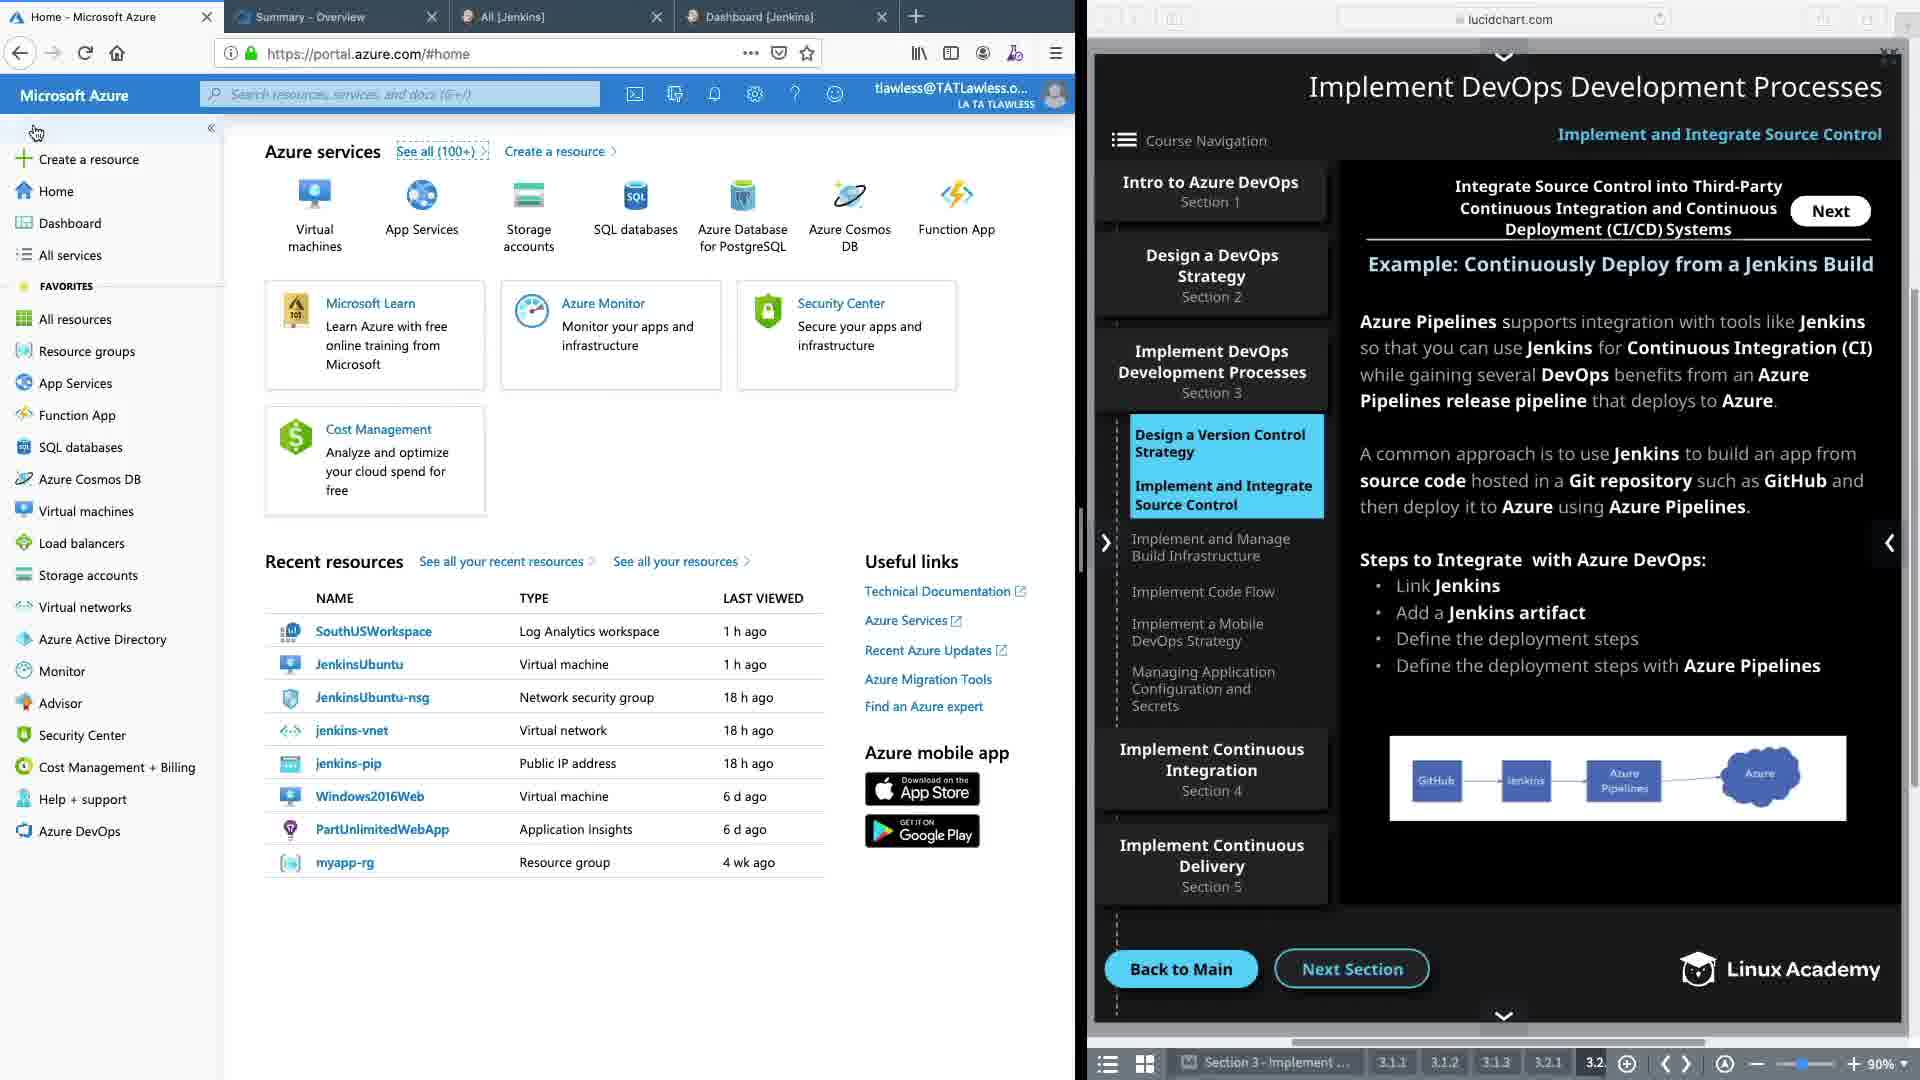 Home - Microsoft Azure
Summary - Overview
All [Jenkins]
Dashboard [Jenkins]
https://portal.azure.com/#home
Microsoft Azure
Search resources, services, and docs (G+/)
tlawless@TATLawless.o...
LA TA TLAWLESS
Create a resource
Home
Dashboard
All services
FAVORITES
All resources
Resource groups
App Services
Function App
SQL databases
Azure Cosmos DB
Virtual machines
Load balancers
Storage accounts
Virtual networks
Azure Active Directory
Monitor
Advisor
Security Center
Cost Management + Billing
Help + support
Azure DevOps
Azure services
See all (100+)
Create a resource
Virtual
machines
App Services
Storage
accounts
SQL
SQL databases
Azure Database
for PostgreSQL
Azure Cosmos
DB
Function App
Microsoft Learn
Learn Azure with free
online training from
Microsoft
Azure Monitor
Monitor your apps and
infrastructure
Security Center
Secure your apps and
infrastructure
Cost Management
Analyze and optimize
your cloud spend for
free
Recent resources
See all your recent resources
See all your resources
NAME TYPE LAST VIEWED
SouthUSWorkspace Log Analytics workspace 1 h ago
JenkinsUbuntu Virtual machine 1 h ago
JenkinsUbuntu-nsg Network security group 18 h ago
jenkins-vnet Virtual network 18 h ago
jenkins-pip Public IP address 18 h ago
Windows2016Web Virtual machine 6 d ago
PartUnlimitedWebApp Application Insights 6 d ago
myapp-rg Resource group 4 wk ago
Useful links
Technical Documentation
Azure Services
Recent Azure Updates
Azure Migration Tools
Find an Azure expert
Azure mobile app
Download on the
App Store
GET IT ON
Google Play
lucidchart.com
Implement DevOps Development Processes
Course Navigation
Implement and Integrate Source Control
Intro to Azure DevOps
Section 1
Design a DevOps
Strategy
Section 2
Implement DevOps
Development Processes
Section 3
Design a Version Control
Strategy
Implement and Integrate
Source Control
Implement and Manage
Build Infrastructure
Implement Code Flow
Implement a Mobile
DevOps Strategy
Managing Application
Configuration and
Secrets
Implement Continuous
Integration
Section 4
Implement Continuous
Delivery
Section 5
Integrate Source Control into Third-Party
Continuous Integration and Continuous
Deployment (CI/CD) Systems
Next
Example: Continuously Deploy from a Jenkins Build
Azure Pipelines supports integration with tools like Jenkins
so that you can use Jenkins for Continuous Integration (CI)
while gaining several DevOps benefits from an Azure
Pipelines release pipeline that deploys to Azure.
A common approach is to use Jenkins to build an app from
source code hosted in a Git repository such as GitHub and
then deploy it to Azure using Azure Pipelines.
Steps to Integrate with Azure DevOps:
• Link Jenkins
• Add a Jenkins artifact
• Define the deployment steps
• Define the deployment steps with Azure Pipelines
GitHub
Jenkins
Azure
Pipelines
Azure
Back to Main
Next Section
Linux Academy
Section 3 - Implement ...
3.1.1
3.1.2
3.1.3
3.2.1
3.2.
90%